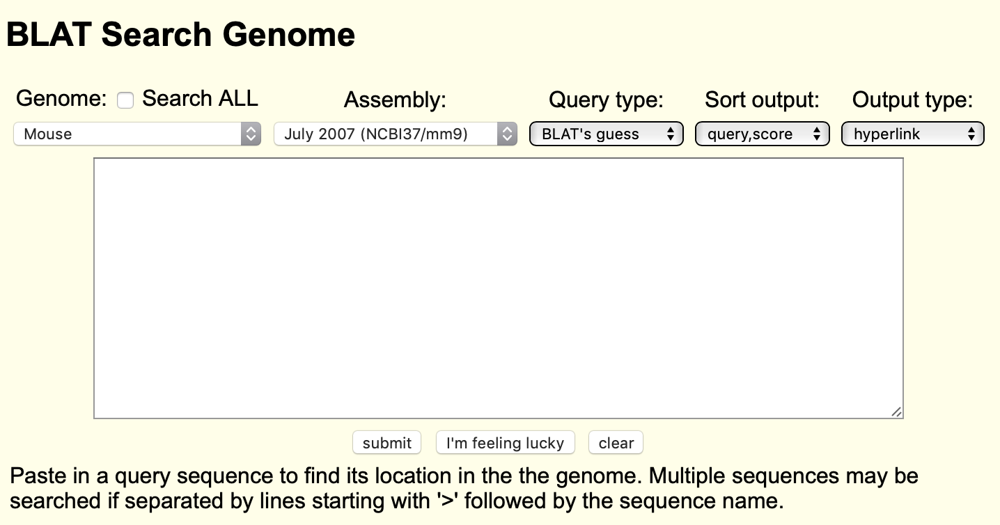 BLAT Search Genome
Genome: Search ALL Assembly: Query type: Sort output: Output type:
Mouse July 2007 (NCBI37/mm9) BLAT's guess query,score hyperlink
submit I'm feeling lucky clear
Paste in a query sequence to find its location in the the genome. Multiple sequences may be
searched if separated by lines starting with '>' followed by the sequence name.